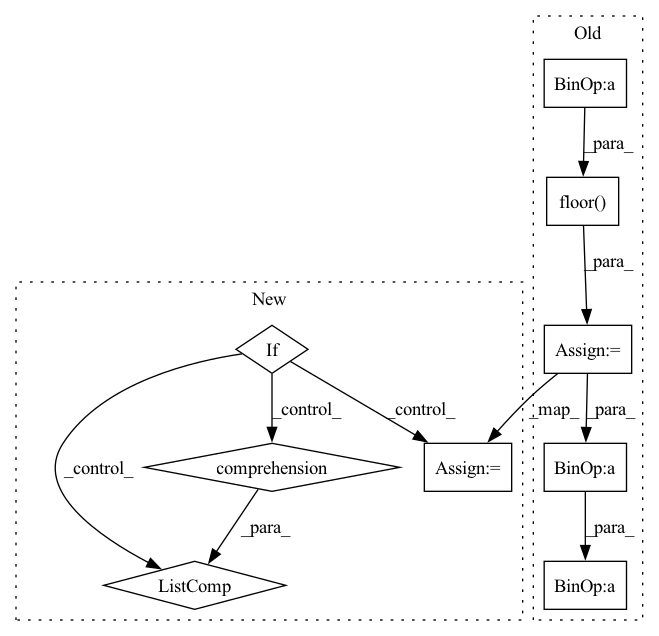 Old
BinOp:a
_para_
floor()
_para_
New
If
Assign:=
_control_
_control_
_map_
_para_
_control_
comprehension
Assign:=
BinOp:a
_para_
_para_
ListComp
BinOp:a